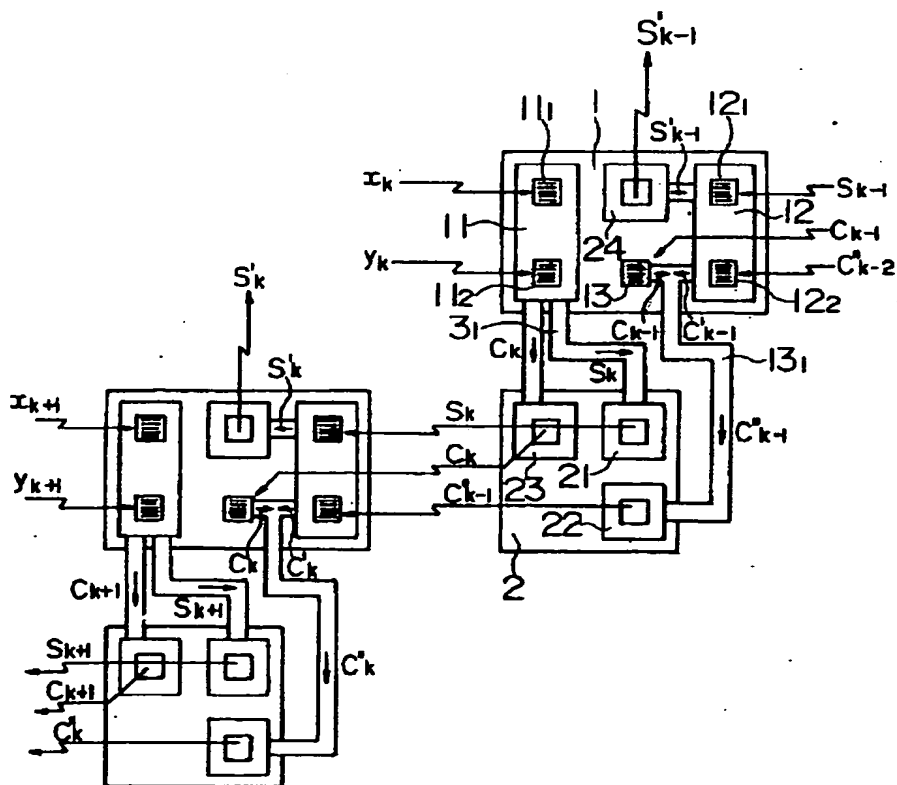 S'k-1
11₁
1
12₁
S'k-1
xk
Sk-1
11
12
24
Ck-1
yk
C"k-2
11₂
13
12₂
S'k
3₁
Ck-1
C'k-1
Ck
13₁
S'k
Sk
xk+1
Sk
C"k-1
Ck
23
21
yk+1
C"k-1
22
Ck
C'k
2
Ck+1
Sk+1
Sk+1
C"k
Ck+1
C"k